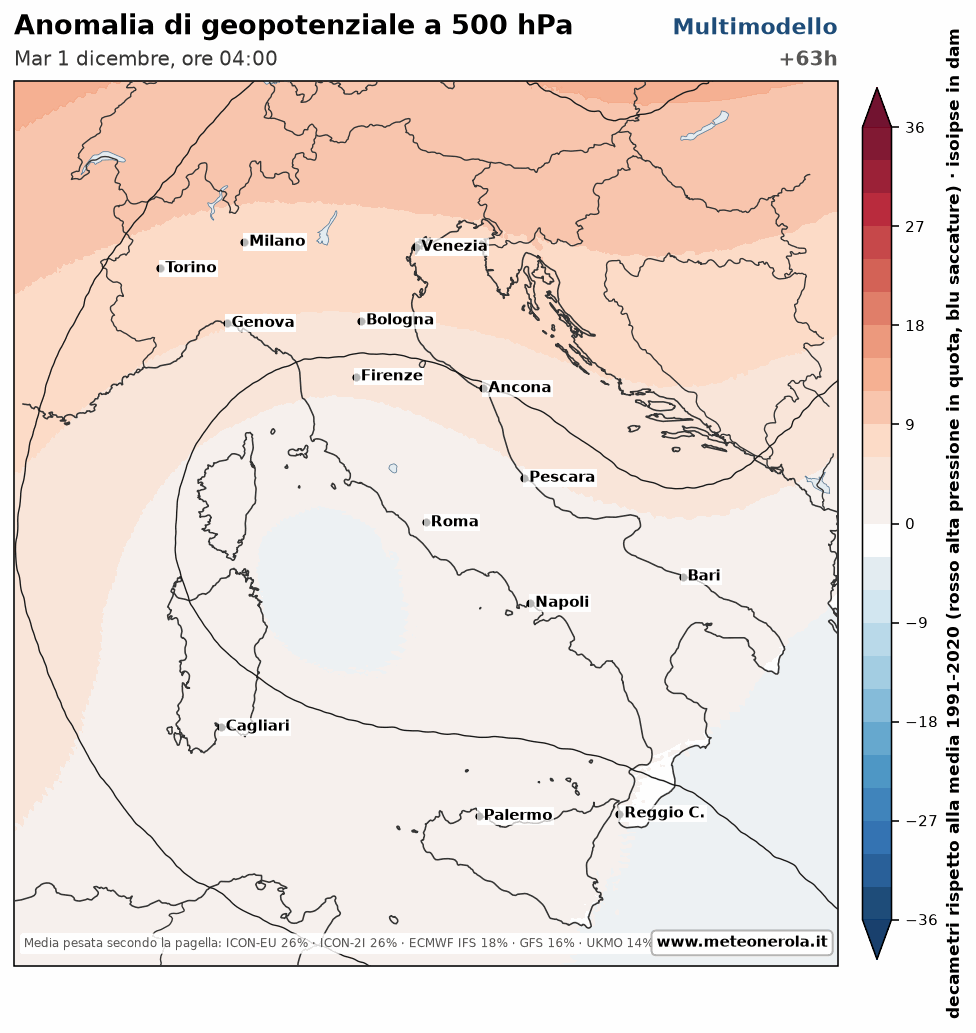 Anomalia di geopotenziale a 500 hPa
Multimodello
Mar 1 dicembre, ore 04:00
+63h
Milano
Venezia
Torino
Genova
Bologna
Firenze
Ancona
Pescara
Roma
Bari
Napoli
Cagliari
Palermo
Reggio C.
Media pesata secondo la pagella: ICON-EU 26% · ICON-2I 26% · ECMWF IFS 18% · GFS 16% · UKMO 14%
www.meteonerola.it
36
27
18
9
0
−9
−18
−27
−36
decametri rispetto alla media 1991-2020 (rosso alta pressione in quota, blu saccature) · isoipse in dam